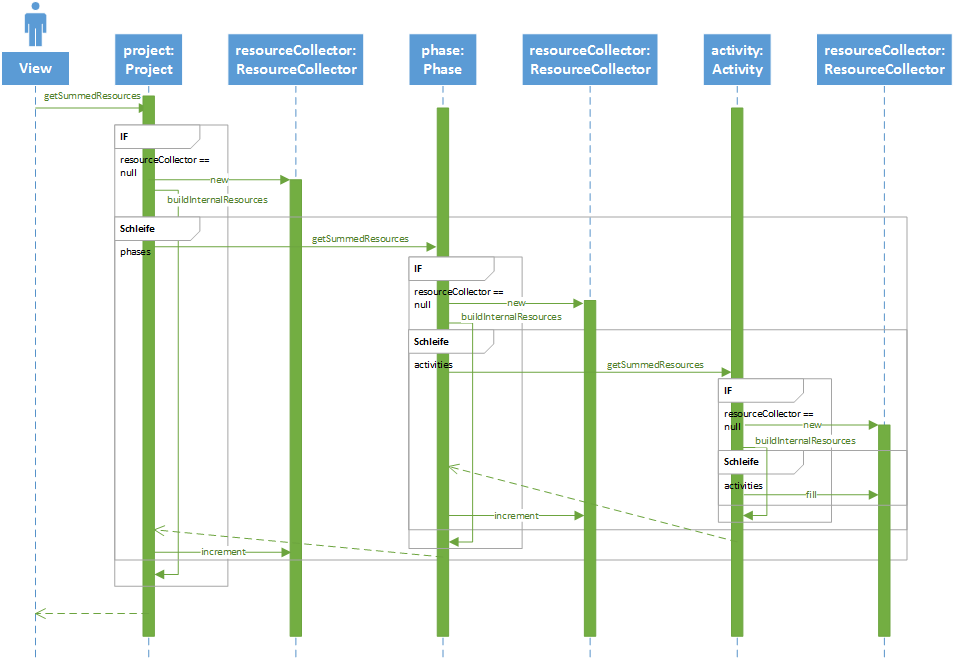 View
project:
Project
resourceCollector:
ResourceCollector
phase:
Phase
resourceCollector:
ResourceCollector
activity:
Activity
resourceCollector:
ResourceCollector
getSummedResources
IF
resourceCollector ==
null
new
buildInternalResources
Schleife
phases
getSummedResources
IF
resourceCollector ==
null
new
buildInternalResources
Schleife
activities
getSummedResources
IF
resourceCollector ==
null
new
buildInternalResources
Schleife
activities
fill
increment
increment